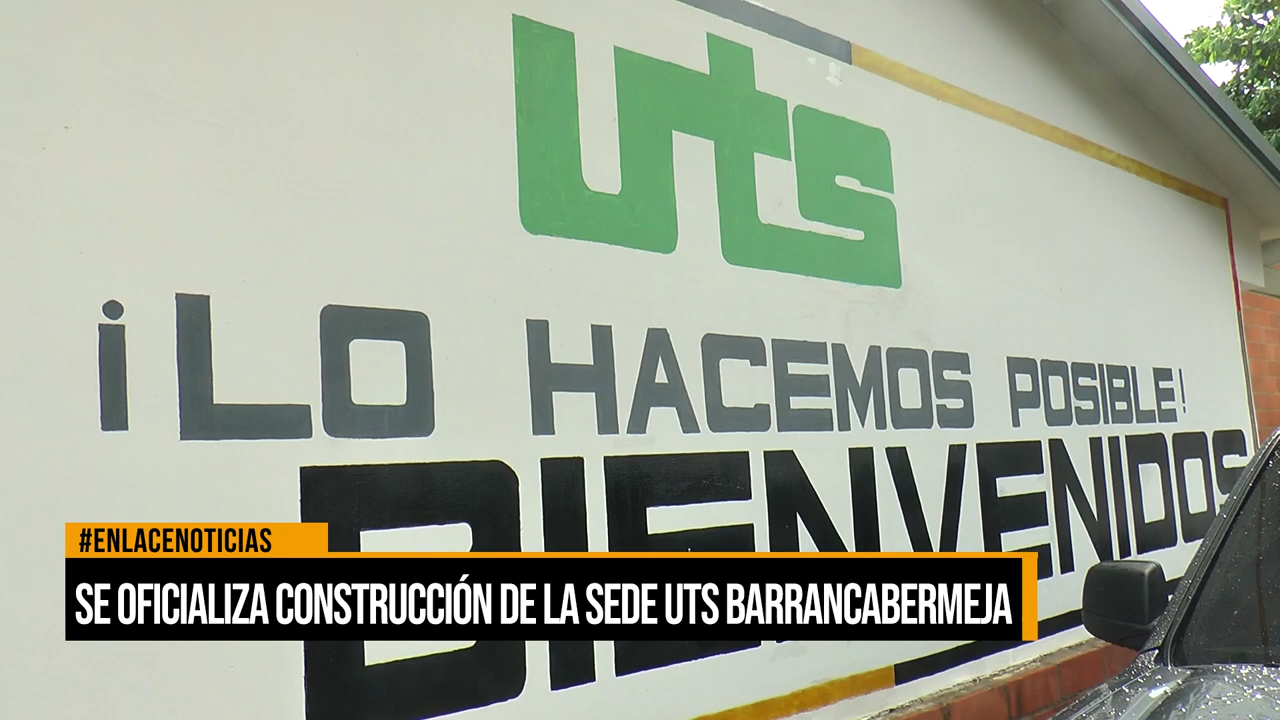 uts
¡LO HACEMOS POSIBLE!
BIENVENIDOS
#ENLACENOTICIAS
SE OFICIALIZA CONSTRUCCIÓN DE LA SEDE UTS BARRANCABERMEJA